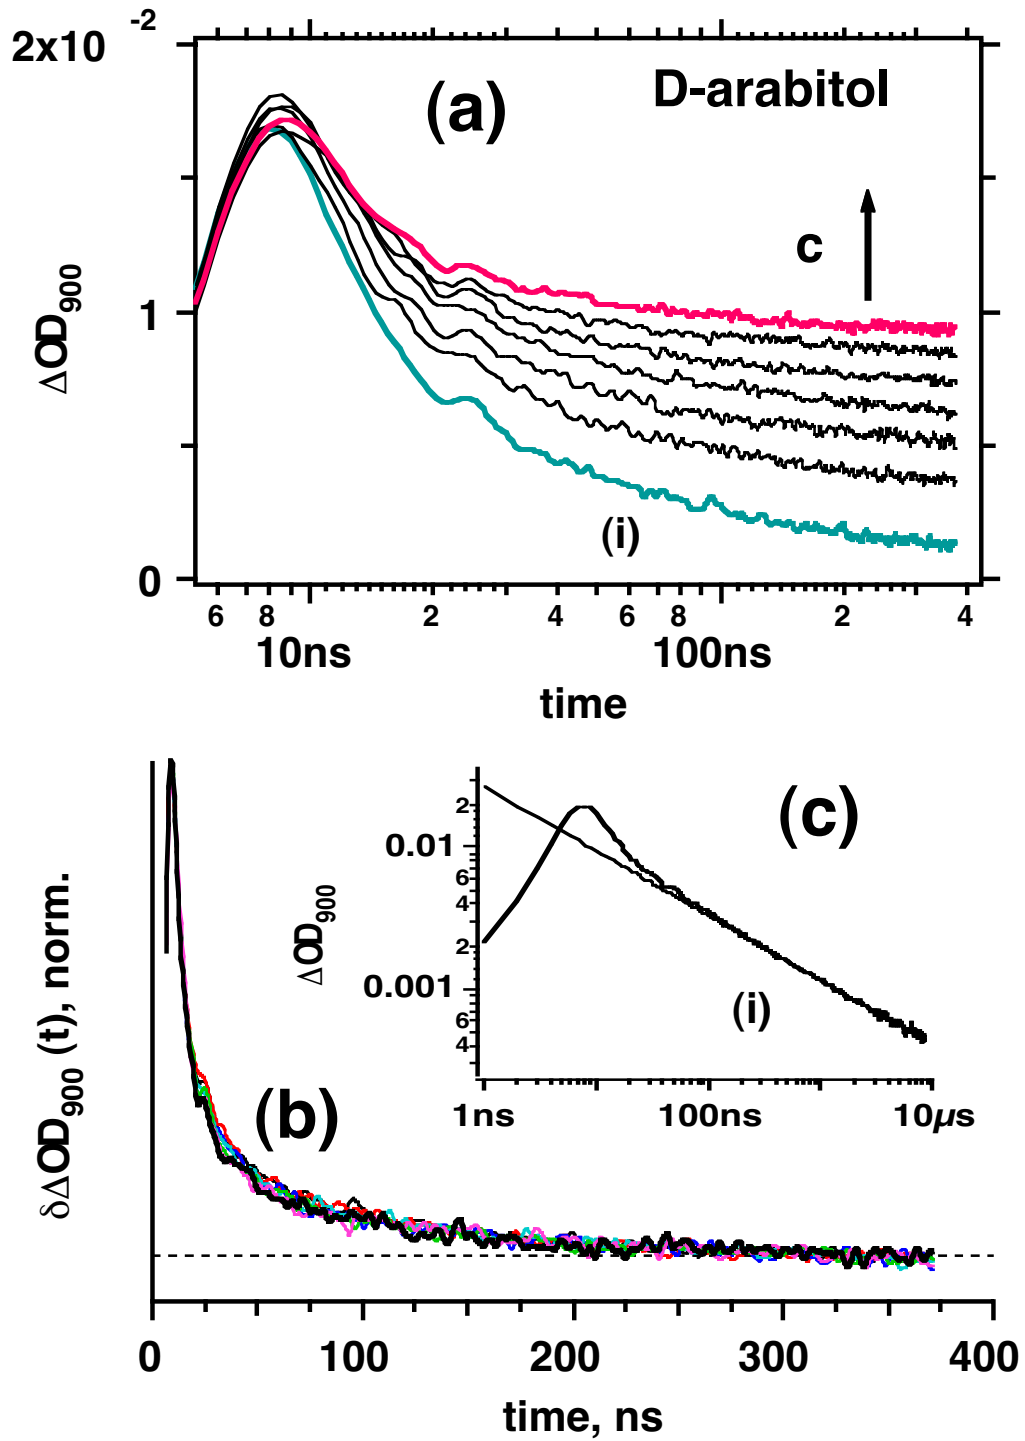 2x10 -2
(a)
D-arabitol
c
1
ΔOD900
0
(i)
6 8 2 4 6 8 2 4
10ns 100ns
time
(c)
2
0.01
6
4
2
0.001
6
4
ΔOD900
(i)
1ns 100ns 10µs
(b)
δΔOD900 (t), norm.
0 100 200 300 400
time, ns